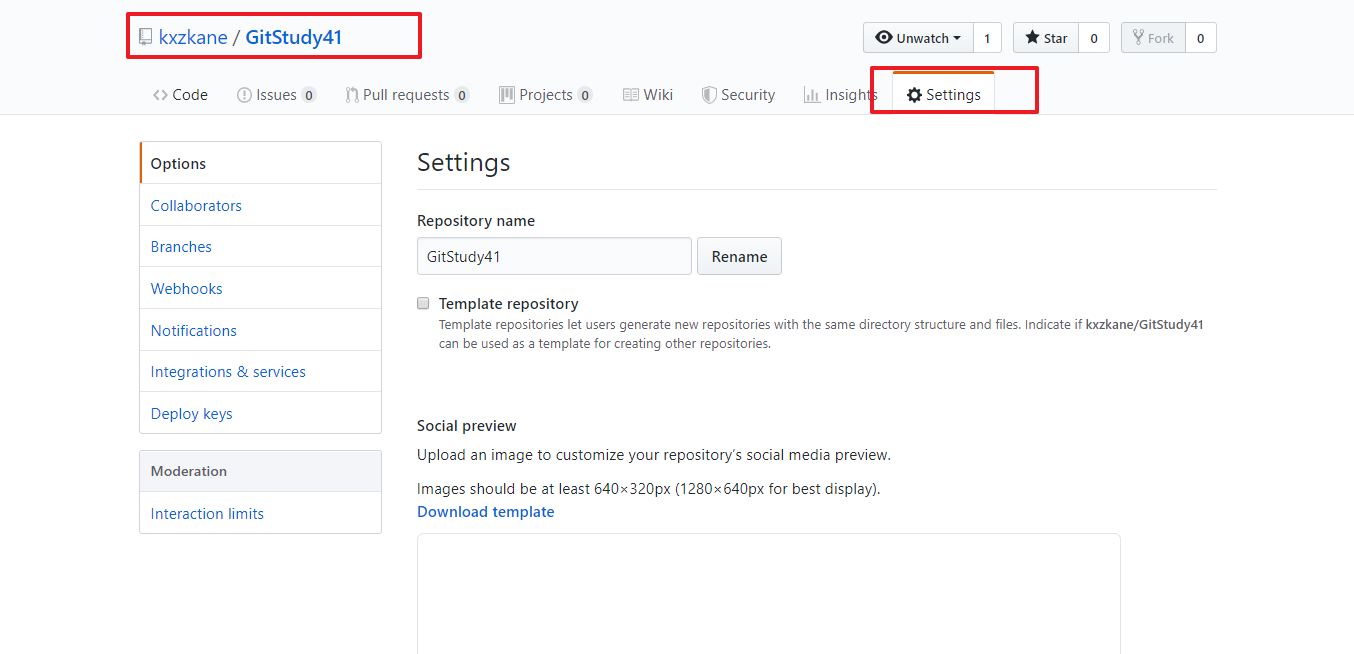 kxzkane / GitStudy41
Unwatch 1 Star 0 Fork 0
Code Issues 0 Pull requests 0 Projects 0 Wiki Security Insights Settings
Options
Collaborators
Branches
Webhooks
Notifications
Integrations & services
Deploy keys
Moderation
Interaction limits
Settings
Repository name
GitStudy41 Rename
Template repository
Template repositories let users generate new repositories with the same directory structure and files. Indicate if kxzkane/GitStudy41
can be used as a template for creating other repositories.
Social preview
Upload an image to customize your repository’s social media preview.
Images should be at least 640×320px (1280×640px for best display).
Download template